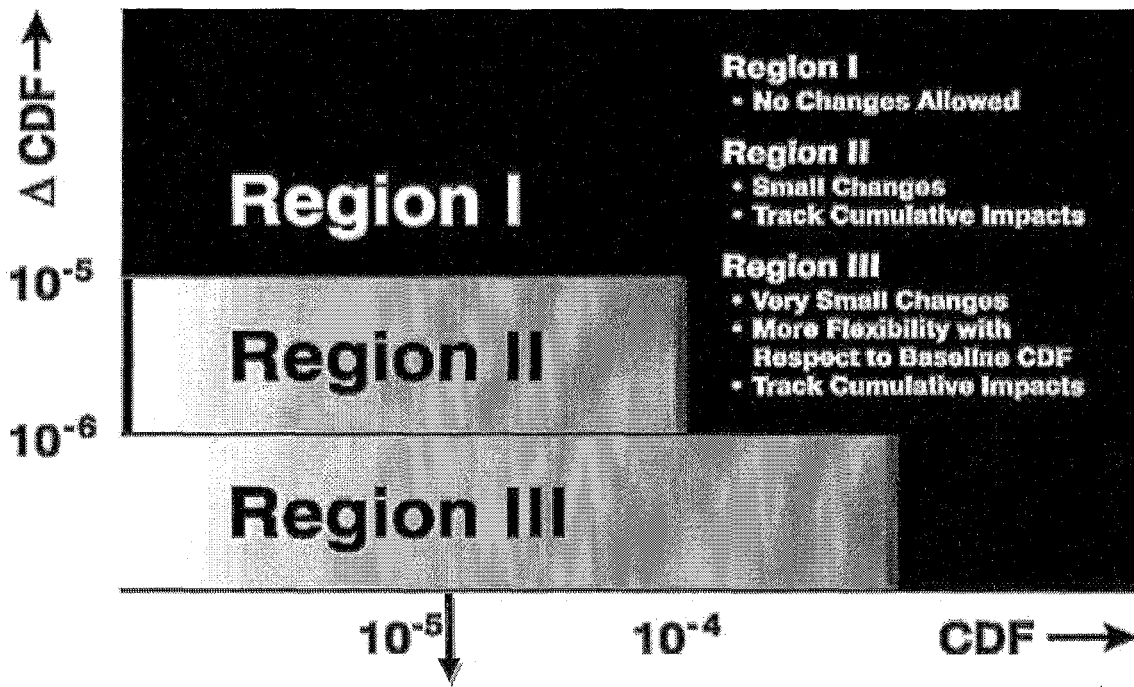 Δ CDF→
Region I
• No Changes Allowed
Region II
• Small Changes
• Track Cumulative Impacts
Region III
• Very Small Changes
• More Flexibility with
Respect to Baseline CDF
• Track Cumulative Impacts
Region I
10⁻⁵
Region II
10⁻⁶
Region III
10⁻⁵
10⁻⁴
CDF→